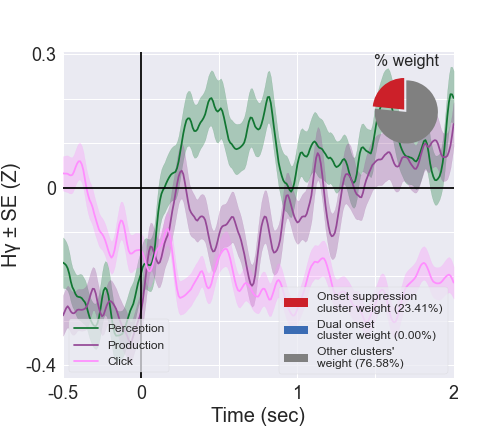 % weight
0.3
0
-0.4
Hγ ± SE (Z)
Perception
Production
Click
Onset suppression
cluster weight (23.41%)
Dual onset
cluster weight (0.00%)
Other clusters'
weight (76.58%)
-0.5
0
1
2
Time (sec)